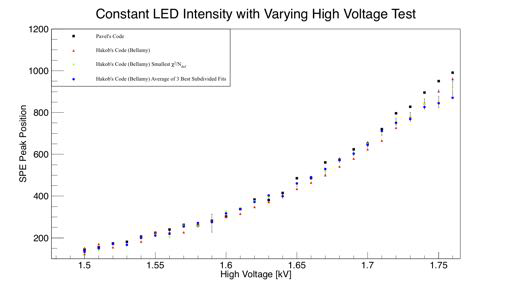 Constant LED Intensity with Varying High Voltage Test
1200
Pavel's Code
Hakob's Code (Bellamy)
1000
Hakob's Code (Bellamy) Smallest χ²/N
Hakob's Code (Bellamy) Average of 3 Best Subdivided Fits
800
SPE Peak Position
600
400
200
1.5
1.55
1.6
1.65
1.7
1.75
High Voltage [kV]